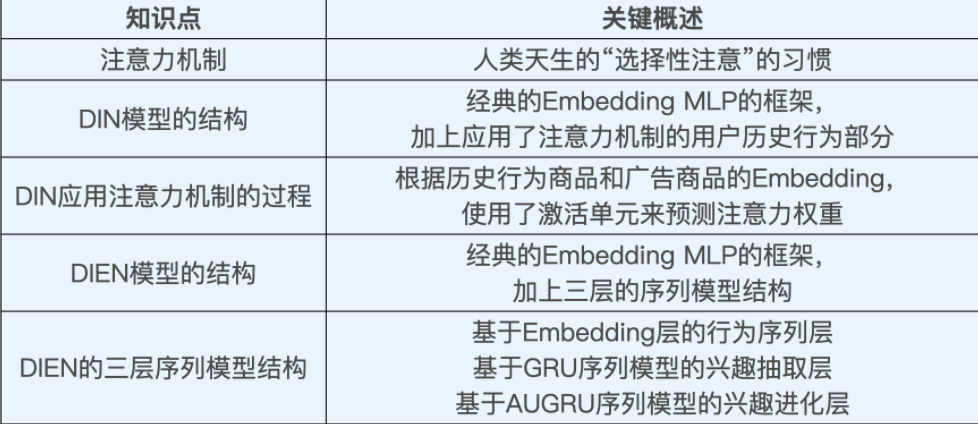 知识点
关键概述
注意力机制
人类天生的“选择性注意”的习惯
DIN模型的结构
经典的Embedding MLP的框架，
加上应用了注意力机制的用户历史行为部分
DIN应用注意力机制的过程
根据历史行为商品和广告商品的Embedding，
使用了激活单元来预测注意力权重
DIEN模型的结构
经典的Embedding MLP的框架，
加上三层的序列模型结构
DIEN的三层序列模型结构
基于Embedding层的行为序列层
基于GRU序列模型的兴趣抽取层
基于AUGRU序列模型的兴趣进化层